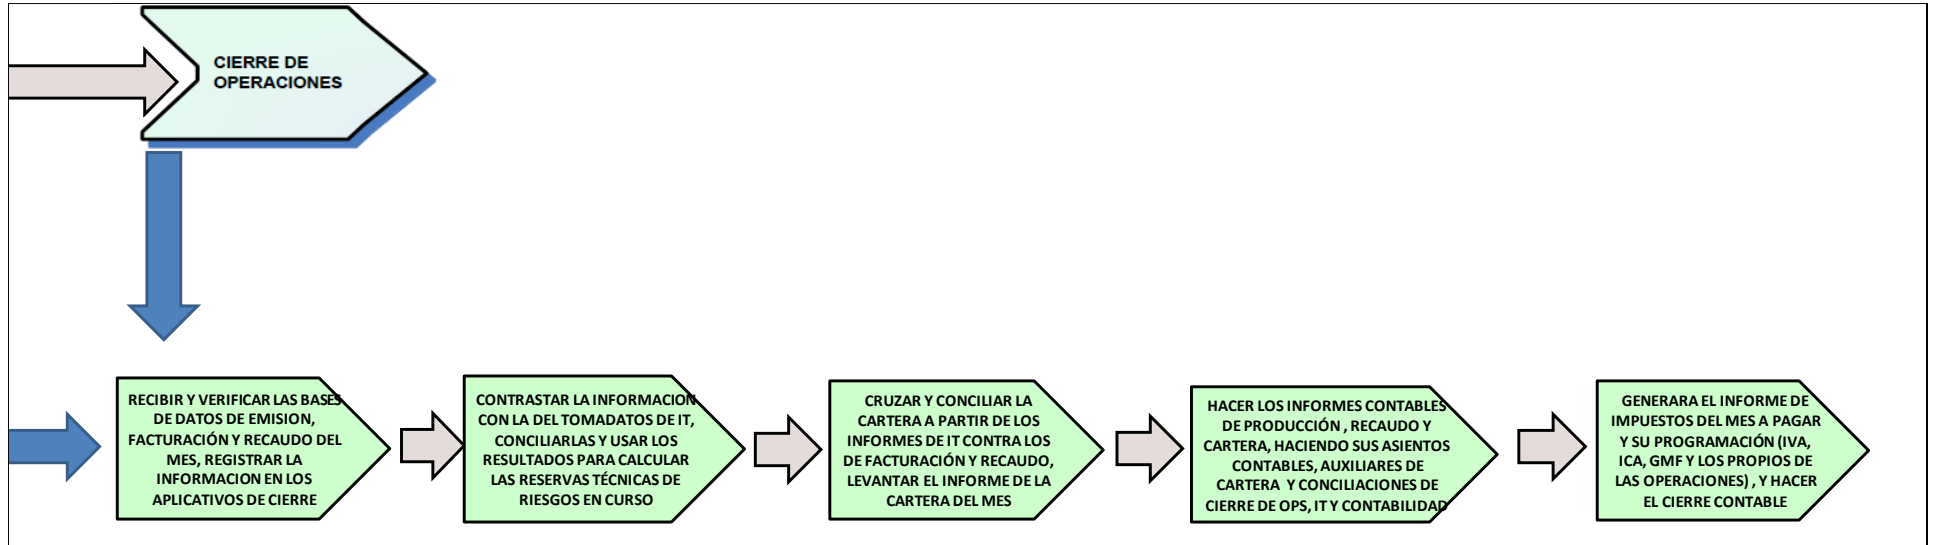 CIERRE DE
OPERACIONES
RECIBIR Y VERIFICAR LAS BASES
DE DATOS DE EMISION,
FACTURACIÓN Y RECAUDO DEL
MES, REGISTRAR LA
INFORMACION EN LOS
APLICATIVOS DE CIERRE
CONTRASTAR LA INFORMACION
CON LA DEL TOMADATOS DE IT,
CONCILIARLAS Y USAR LOS
RESULTADOS PARA CALCULAR
LAS RESERVAS TÉCNICAS DE
RIESGOS EN CURSO
CRUZAR Y CONCILIAR LA
CARTERA A PARTIR DE LOS
INFORMES DE IT CONTRA LOS
DE FACTURACIÓN Y RECAUDO,
LEVANTAR EL INFORME DE LA
CARTERA DEL MES
HACER LOS INFORMES CONTABLES
DE PRODUCCIÓN , RECAUDO Y
CARTERA, HACIENDO SUS ASIENTOS
CONTABLES, AUXILIARES DE
CARTERA Y CONCILIACIONES DE
CIERRE DE OPS, IT Y CONTABILIDAD
GENERARA EL INFORME DE
IMPUESTOS DEL MES A PAGAR
Y SU PROGRAMACIÓN (IVA,
ICA, GMF Y LOS PROPIOS DE
LAS OPERACIONES) , Y HACER
EL CIERRE CONTABLE